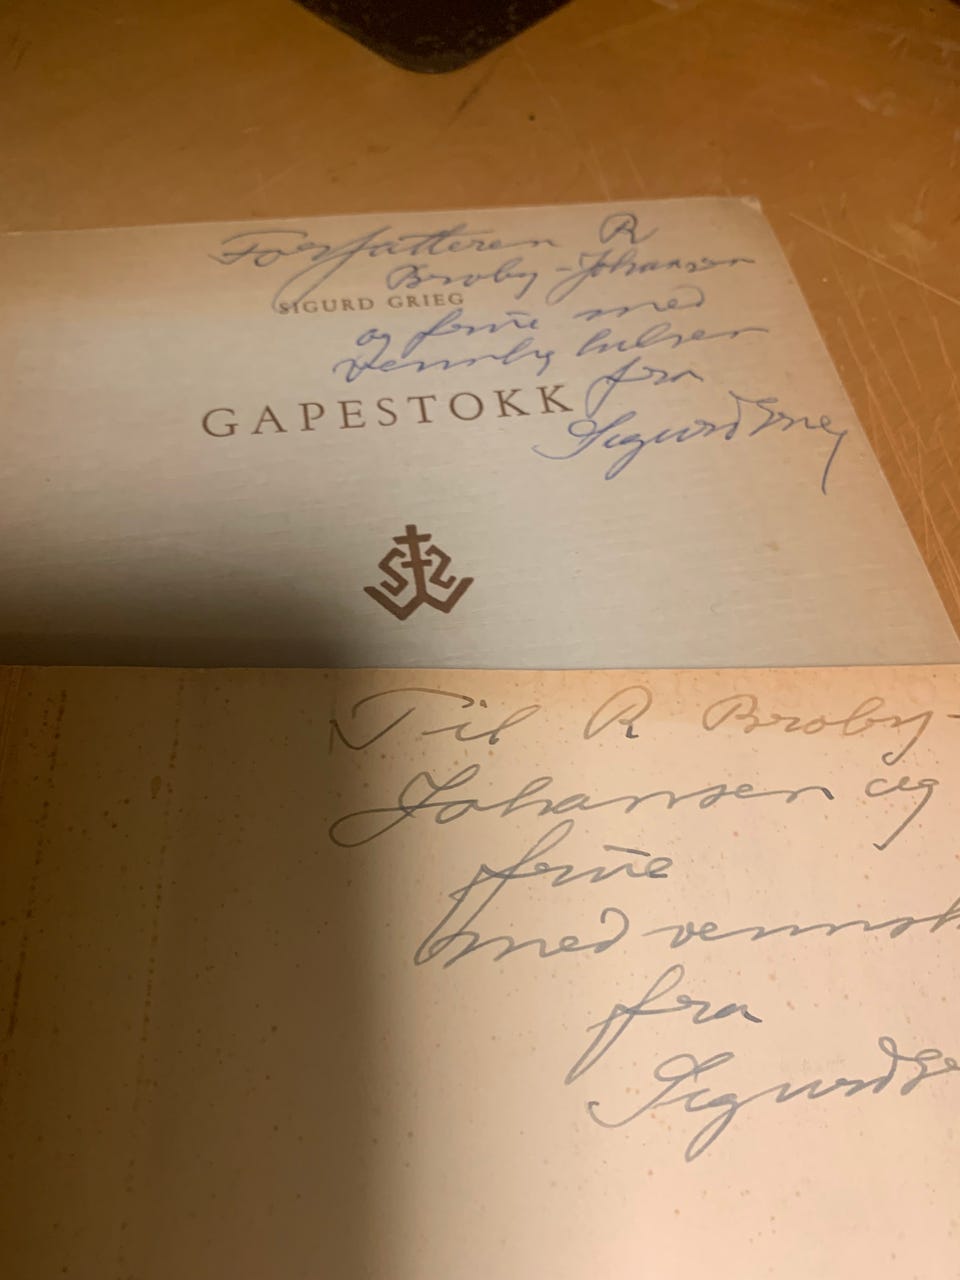 Forfatteren R
Broby-Johansen
SIGURD GRIEG
og frue med
vennlig hilsen
GAPESTOKK
fra
Sigurd Grieg
Til R Broby-
Johansen og
frue
med vennsk
fra
Sigurd G